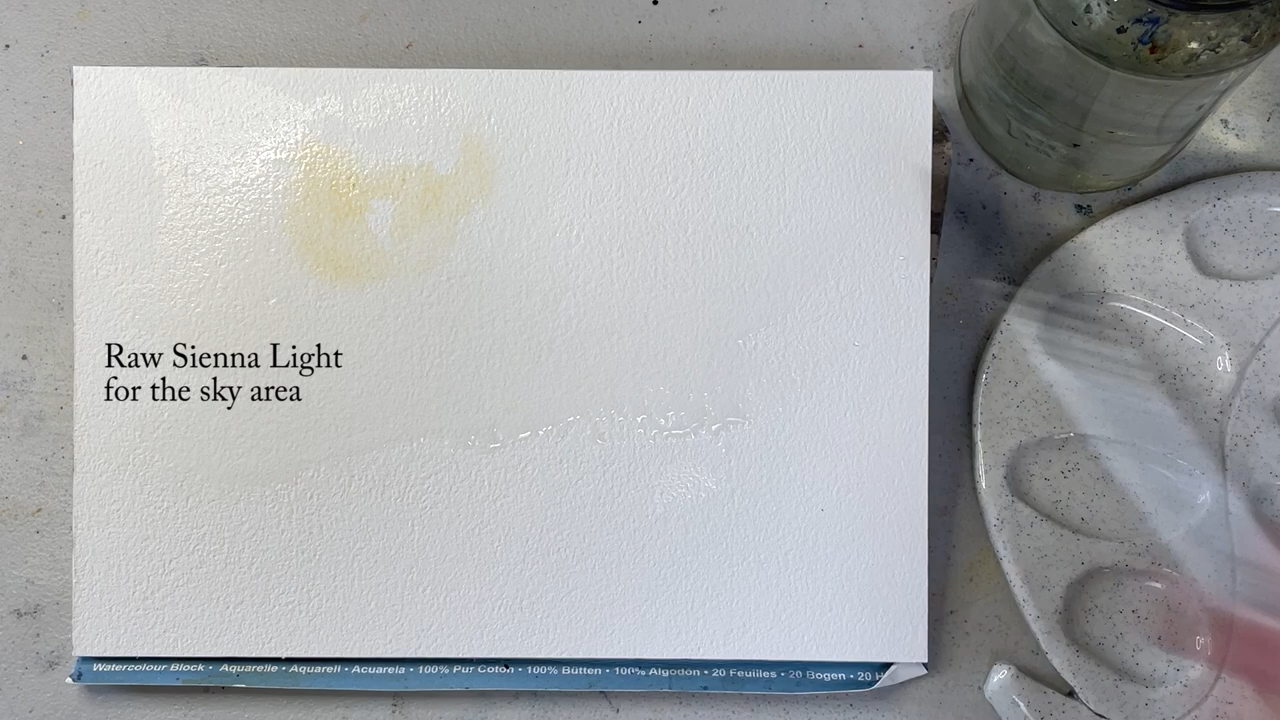 Raw Sienna Light
for the sky area
Watercolour Block • Aquarelle • Aquarell • Acuarela • 100% Pur Coton • 100% Bütten • 100% Algodón • 20 Feuilles • 20 Bogen • 20 H